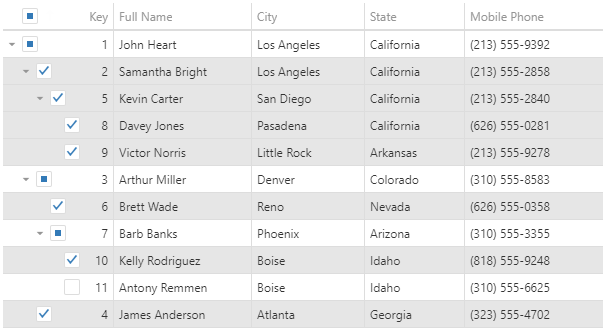 Key Full Name City State Mobile Phone
1 John Heart Los Angeles California (213) 555-9392
2 Samantha Bright Los Angeles California (213) 555-2858
5 Kevin Carter San Diego California (213) 555-2840
8 Davey Jones Pasadena California (626) 555-0281
9 Victor Norris Little Rock Arkansas (213) 555-9278
3 Arthur Miller Denver Colorado (310) 555-8583
6 Brett Wade Reno Nevada (626) 555-0358
7 Barb Banks Phoenix Arizona (310) 555-3355
10 Kelly Rodriguez Boise Idaho (818) 555-9248
11 Antony Remmen Boise Idaho (310) 555-6625
4 James Anderson Atlanta Georgia (323) 555-4702